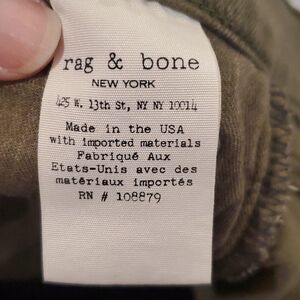 rag & bone
NEW YORK
425 W. 13th St, NY NY 10014
Made in the USA
with imported materials
Fabriqué Aux
Etats-Unis avec des
matériaux importés
RN # 108879